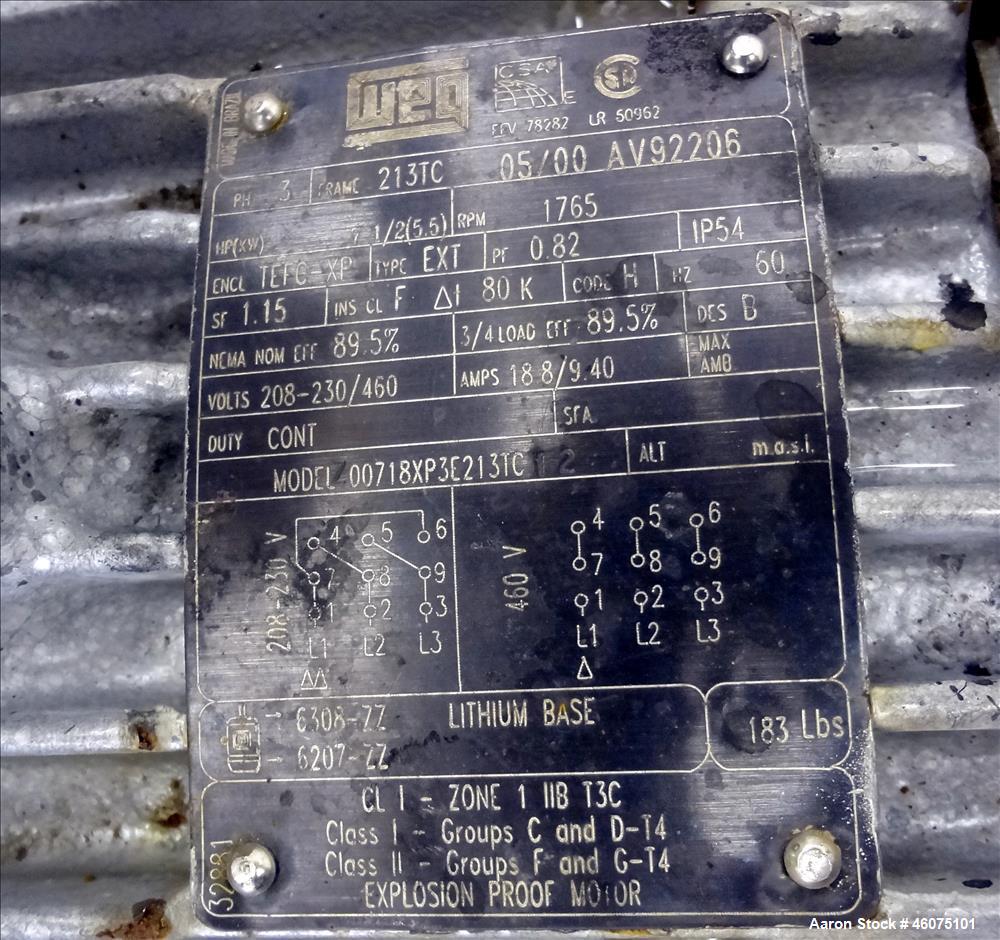 MADE IN BRAZIL
WEG
CSA E
CSA
EEV 78282 LR 50962
PH 3 FRAME 213TC 05/00 AV92206
HP(KW) 7 1/2(5.5) RPM 1765
ENCL TEFC-XP TYPE EXT PF 0.82 IP54
SF 1.15 INS CL F Δt 80 K CODE H HZ 60
NEMA NOM EFF 89.5% 3/4 LOAD EFF 89.5% DES B
VOLTS 208-230/460 AMPS 18.8/9.40 MAX AMB
DUTY CONT SFA
MODEL 00718XP3E213TC 2 ALT m.a.s.l.
208-230 V
4 5 6
7 8 9
1 2 3
L1 L2 L3
ΔΔ
460 V
4 5 6
7 8 9
1 2 3
L1 L2 L3
Δ
6308-ZZ LITHIUM BASE
6207-ZZ
183 Lbs
CL I - ZONE 1 IIB T3C
Class I - Groups C and D-T4
Class II - Groups F and G-T4
EXPLOSION PROOF MOTOR
32881
Aaron Stock # 46075101